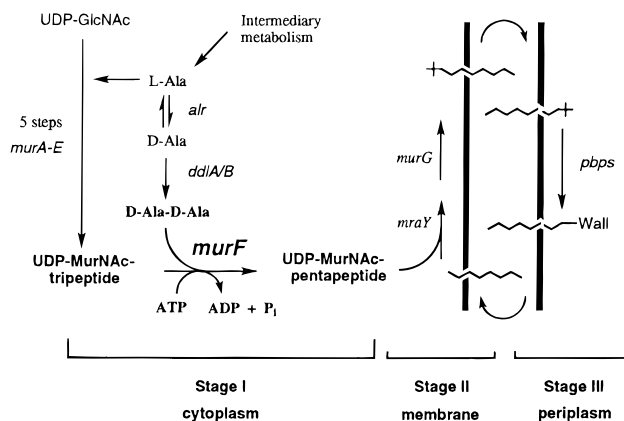 UDP-GlcNAc
Intermediary
metabolism
L-Ala
5 steps
murA-E
alr
D-Ala
ddlA/B
D-Ala-D-Ala
murF
UDP-MurNAc-
tripeptide
ATP
ADP + Pi
UDP-MurNAc-
pentapeptide
murG
mraY
pbps
Wall
Stage I
cytoplasm
Stage II
membrane
Stage III
periplasm